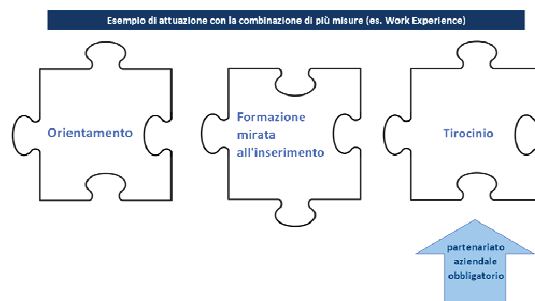 Esempio di attuazione con la combinazione di più misure (es. Work Experience)
Orientamento
Formazione
mirata
all'inserimento
Tirocinio
partenariato
aziendale
obbligatorio